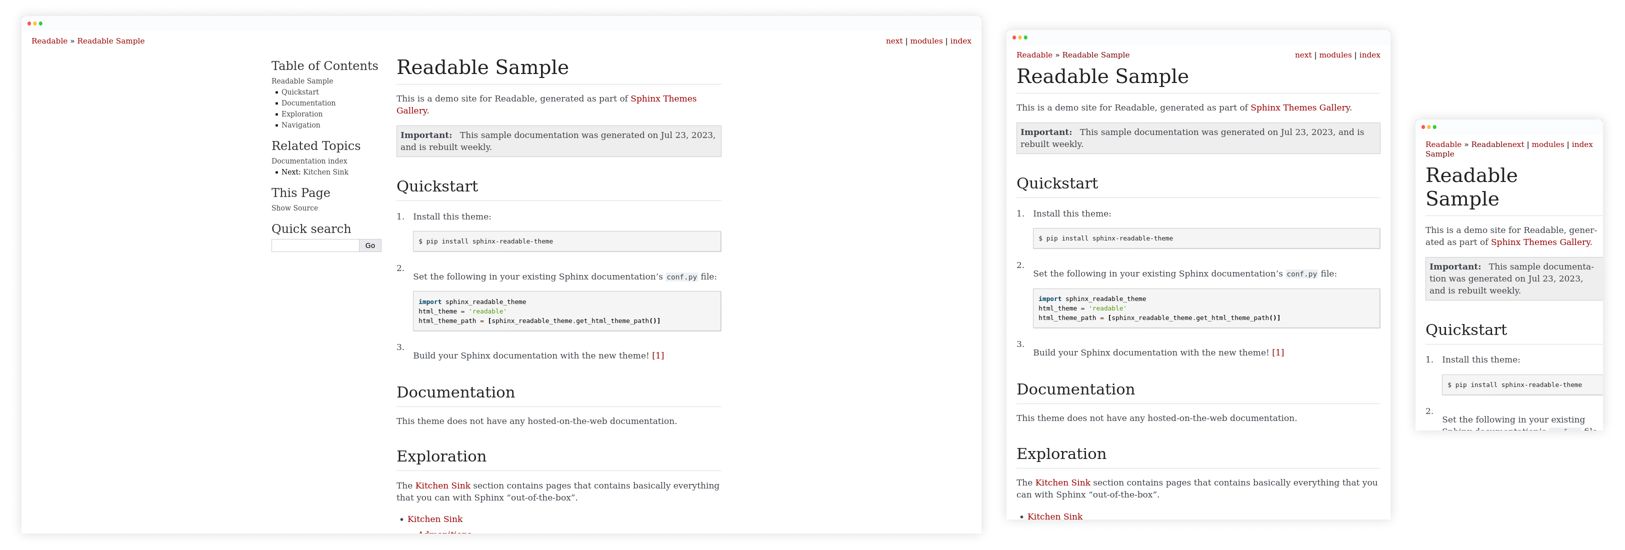 Readable » Readable Sample
next | modules | index
Table of Contents
Readable Sample
Quickstart
Documentation
Exploration
Navigation
Related Topics
Documentation index
Next: Kitchen Sink
This Page
Show Source
Quick search
Go
Readable Sample
This is a demo site for Readable, generated as part of Sphinx Themes
Gallery.
Important: This sample documentation was generated on Jul 23, 2023,
and is rebuilt weekly.
Quickstart
1. Install this theme:
$ pip install sphinx-readable-theme
2.
Set the following in your existing Sphinx documentation’s conf.py file:
import sphinx_readable_theme
html_theme = 'readable'
html_theme_path = [sphinx_readable_theme.get_html_theme_path()]
3.
Build your Sphinx documentation with the new theme! [1]
Documentation
This theme does not have any hosted-on-the-web documentation.
Exploration
The Kitchen Sink section contains pages that contains basically everything
that you can with Sphinx “out-of-the-box”.
Kitchen Sink
Readable » Readable Sample
next | modules | index
Readable Sample
This is a demo site for Readable, generated as part of Sphinx Themes Gallery.
Important: This sample documentation was generated on Jul 23, 2023, and is
rebuilt weekly.
Quickstart
1. Install this theme:
$ pip install sphinx-readable-theme
2.
Set the following in your existing Sphinx documentation’s conf.py file:
import sphinx_readable_theme
html_theme = 'readable'
html_theme_path = [sphinx_readable_theme.get_html_theme_path()]
3.
Build your Sphinx documentation with the new theme! [1]
Documentation
This theme does not have any hosted-on-the-web documentation.
Exploration
The Kitchen Sink section contains pages that contains basically everything that you
can with Sphinx “out-of-the-box”.
Kitchen Sink
Readable » Readable
next | modules | index
Sample
Readable
Sample
This is a demo site for Readable, gener-
ated as part of Sphinx Themes Gallery.
Important: This sample documenta-
tion was generated on Jul 23, 2023,
and is rebuilt weekly.
Quickstart
1. Install this theme:
$ pip install sphinx-readable-theme
2.
Set the following in your existing